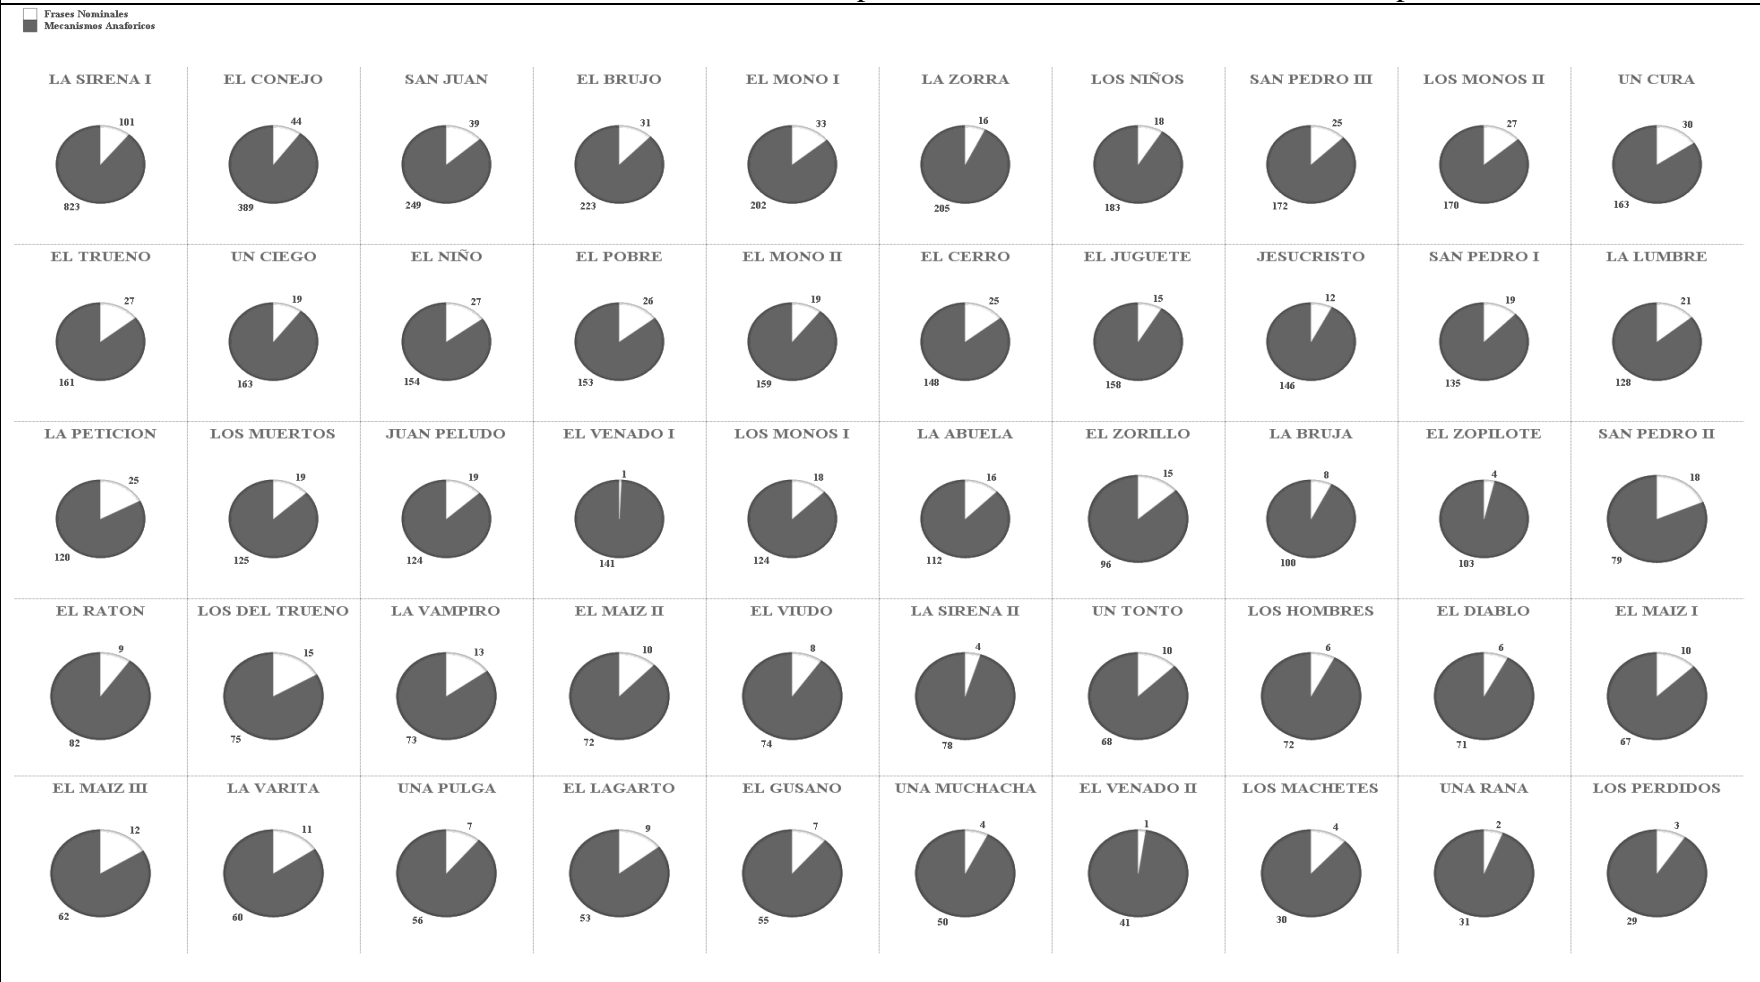 Frases Nominales
Mecanismos Anaforicos
LA SIRENA I EL CONEJO SAN JUAN EL BRUJO EL MONO I LA ZORRA LOS NIÑOS SAN PEDRO III LOS MONOS II UN CURA
101 44 39 31 33 16 18 25 27 30
823 389 249 223 202 205 183 172 170 163
EL TRUENO UN CIEGO EL NIÑO EL POBRE EL MONO II EL CERRO EL JUGUETE JESUCRISTO SAN PEDRO I LA LUMBRE
27 19 27 26 19 25 15 12 19 21
161 163 154 153 159 148 158 146 135 128
LA PETICION LOS MUERTOS JUAN PELUDO EL VENADO I LOS MONOS I LA ABUELA EL ZORILLO LA BRUJA EL ZOPILOTE SAN PEDRO II
25 19 19 1 18 16 15 8 4 18
120 125 124 141 124 112 96 100 103 79
EL RATON LOS DEL TRUENO LA VAMPIRO EL MAIZ II EL VIUDO LA SIRENA II UN TONTO LOS HOMBRES EL DIABLO EL MAIZ I
9 15 13 10 8 4 10 6 6 10
82 75 73 72 74 78 68 72 71 67
EL MAIZ III LA VARITA UNA PULGA EL LAGARTO EL GUSANO UNA MUCHACHA EL VENADO II LOS MACHETES UNA RANA LOS PERDIDOS
12 11 7 9 7 4 1 4 2 3
62 60 56 53 55 50 41 30 31 29